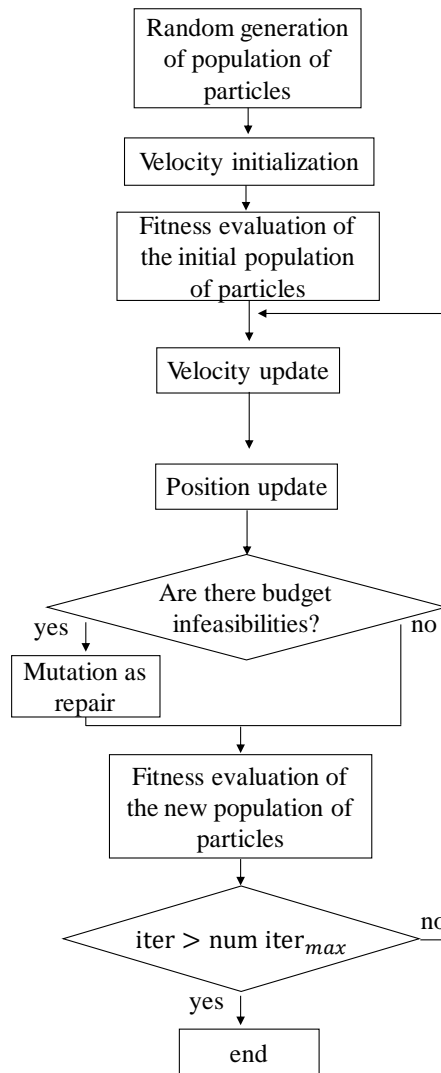 Random generation
of population of
particles
Velocity initialization
Fitness evaluation of
the initial population
of particles
Velocity update
Position update
Are there budget
infeasibilities?
yes
no
Mutation as
repair
Fitness evaluation of
the new population of
particles
iter > num iter_max
no
yes
end